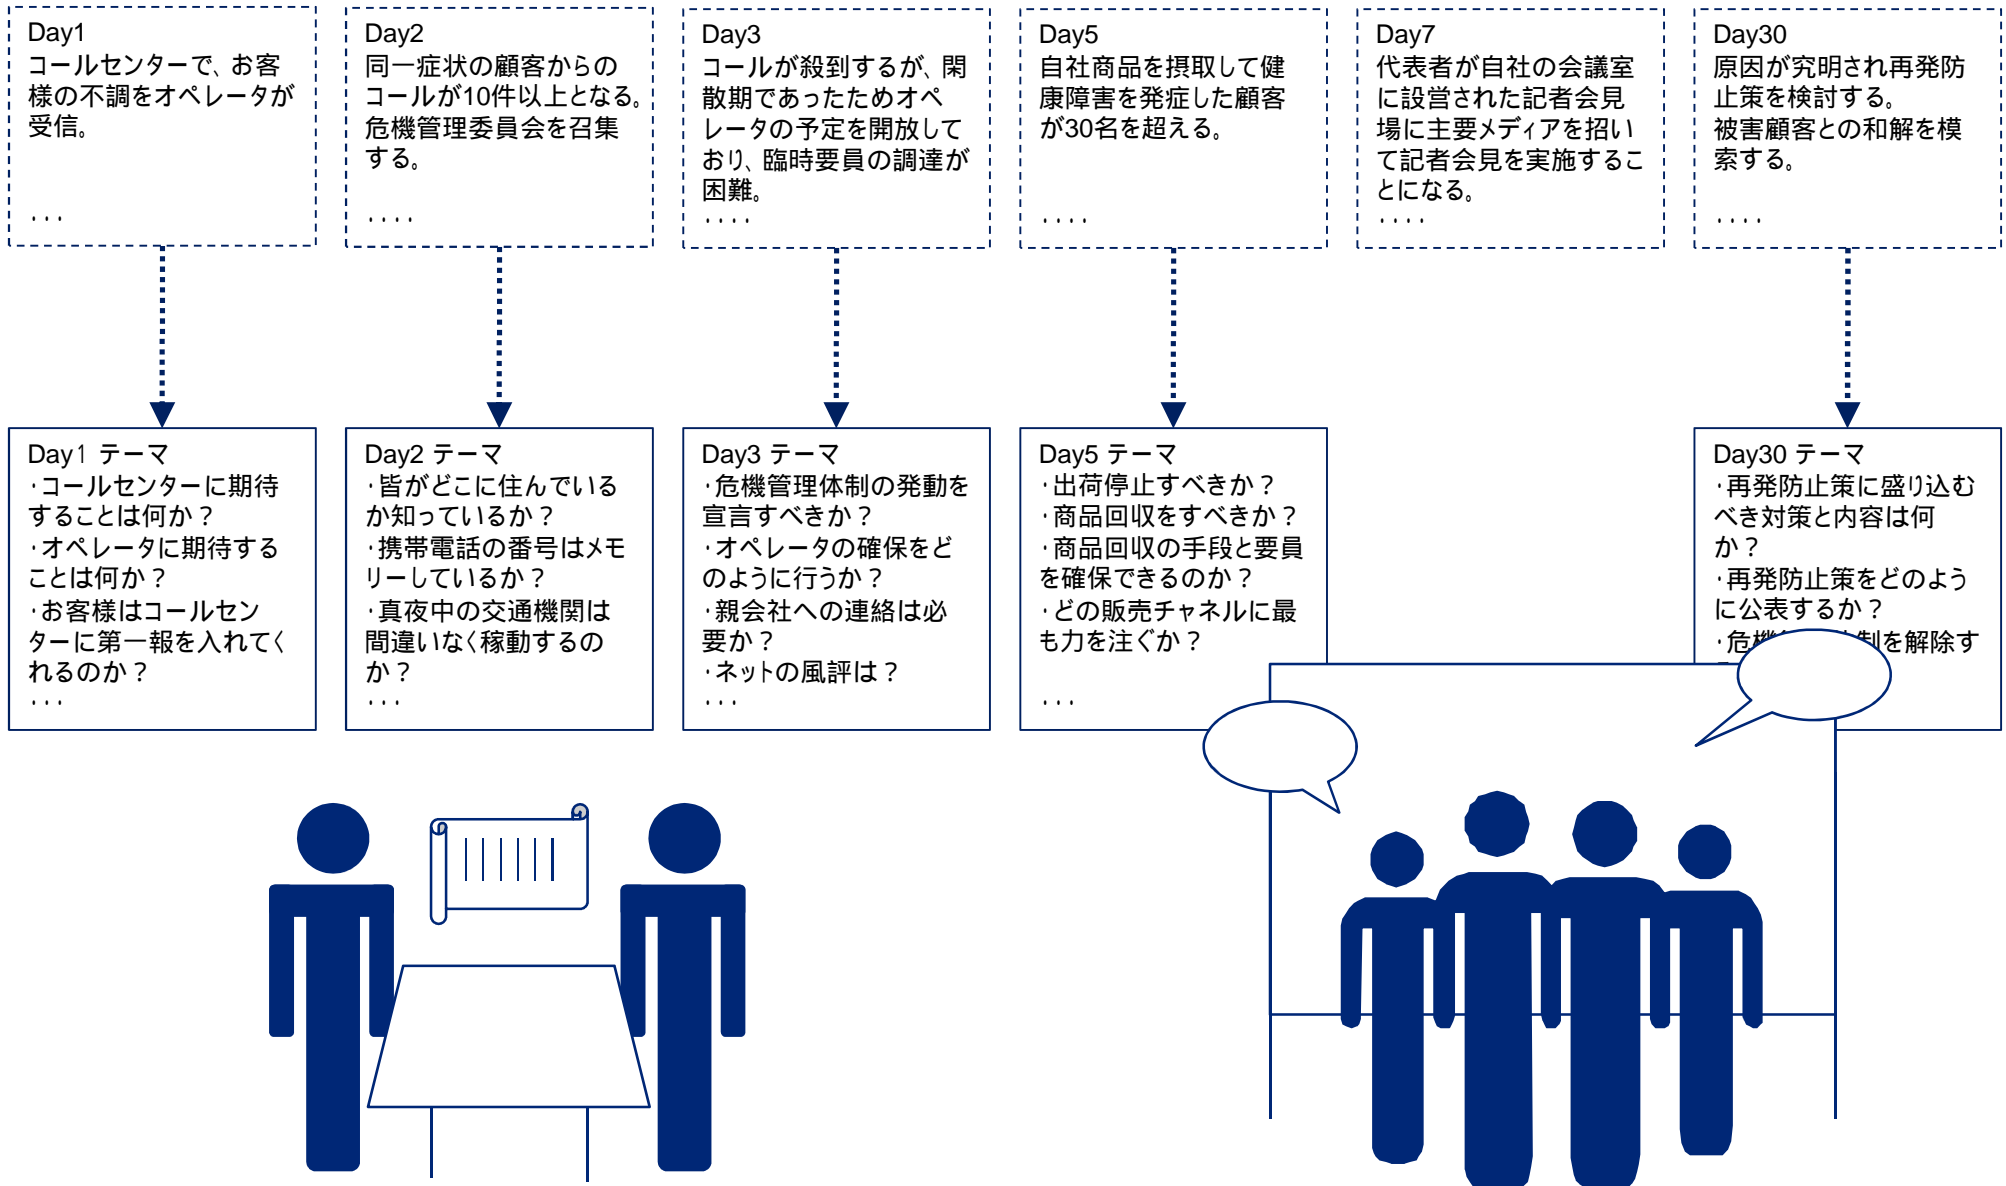 Day1
コールセンターで、お客
様の不調をオペレータが
受信。
･･･
Day2
同一症状の顧客からの
コールが10件以上となる。
危機管理委員会を召集
する。
････
Day3
コールが殺到するが、閑
散期であったためオペ
レータの予定を開放して
おり、臨時要員の調達が
困難。
････
Day5
自社商品を摂取して健
康障害を発症した顧客
が30名を超える。
････
Day7
代表者が自社の会議室
に設営された記者会見
場に主要メディアを招い
て記者会見を実施するこ
とになる。
････
Day30
原因が究明され再発防
止策を検討する。
被害顧客との和解を模
索する。
････
Day1 テーマ
･コールセンターに期待
することは何か？
･オペレータに期待する
ことは何か？
･お客様はコールセン
ターに第一報を入れてく
れるのか？
･･･
Day2 テーマ
･皆がどこに住んでいる
か知っているか？
･携帯電話の番号はメモ
リーしているか？
･真夜中の交通機関は
間違いなく稼動するの
か？
･･･
Day3 テーマ
･危機管理体制の発動を
宣言すべきか？
･オペレータの確保をど
のように行うか？
･親会社への連絡は必
要か？
･ネットの風評は？
･･･
Day5 テーマ
･出荷停止すべきか？
･商品回収をすべきか？
･商品回収の手段と要員
を確保できるのか？
･どの販売チャネルに最
も力を注ぐか？
･･･
Day30 テーマ
･再発防止策に盛り込む
べき対策と内容は何
か？
･再発防止策をどのよう
に公表するか？
･危機 制を解除す